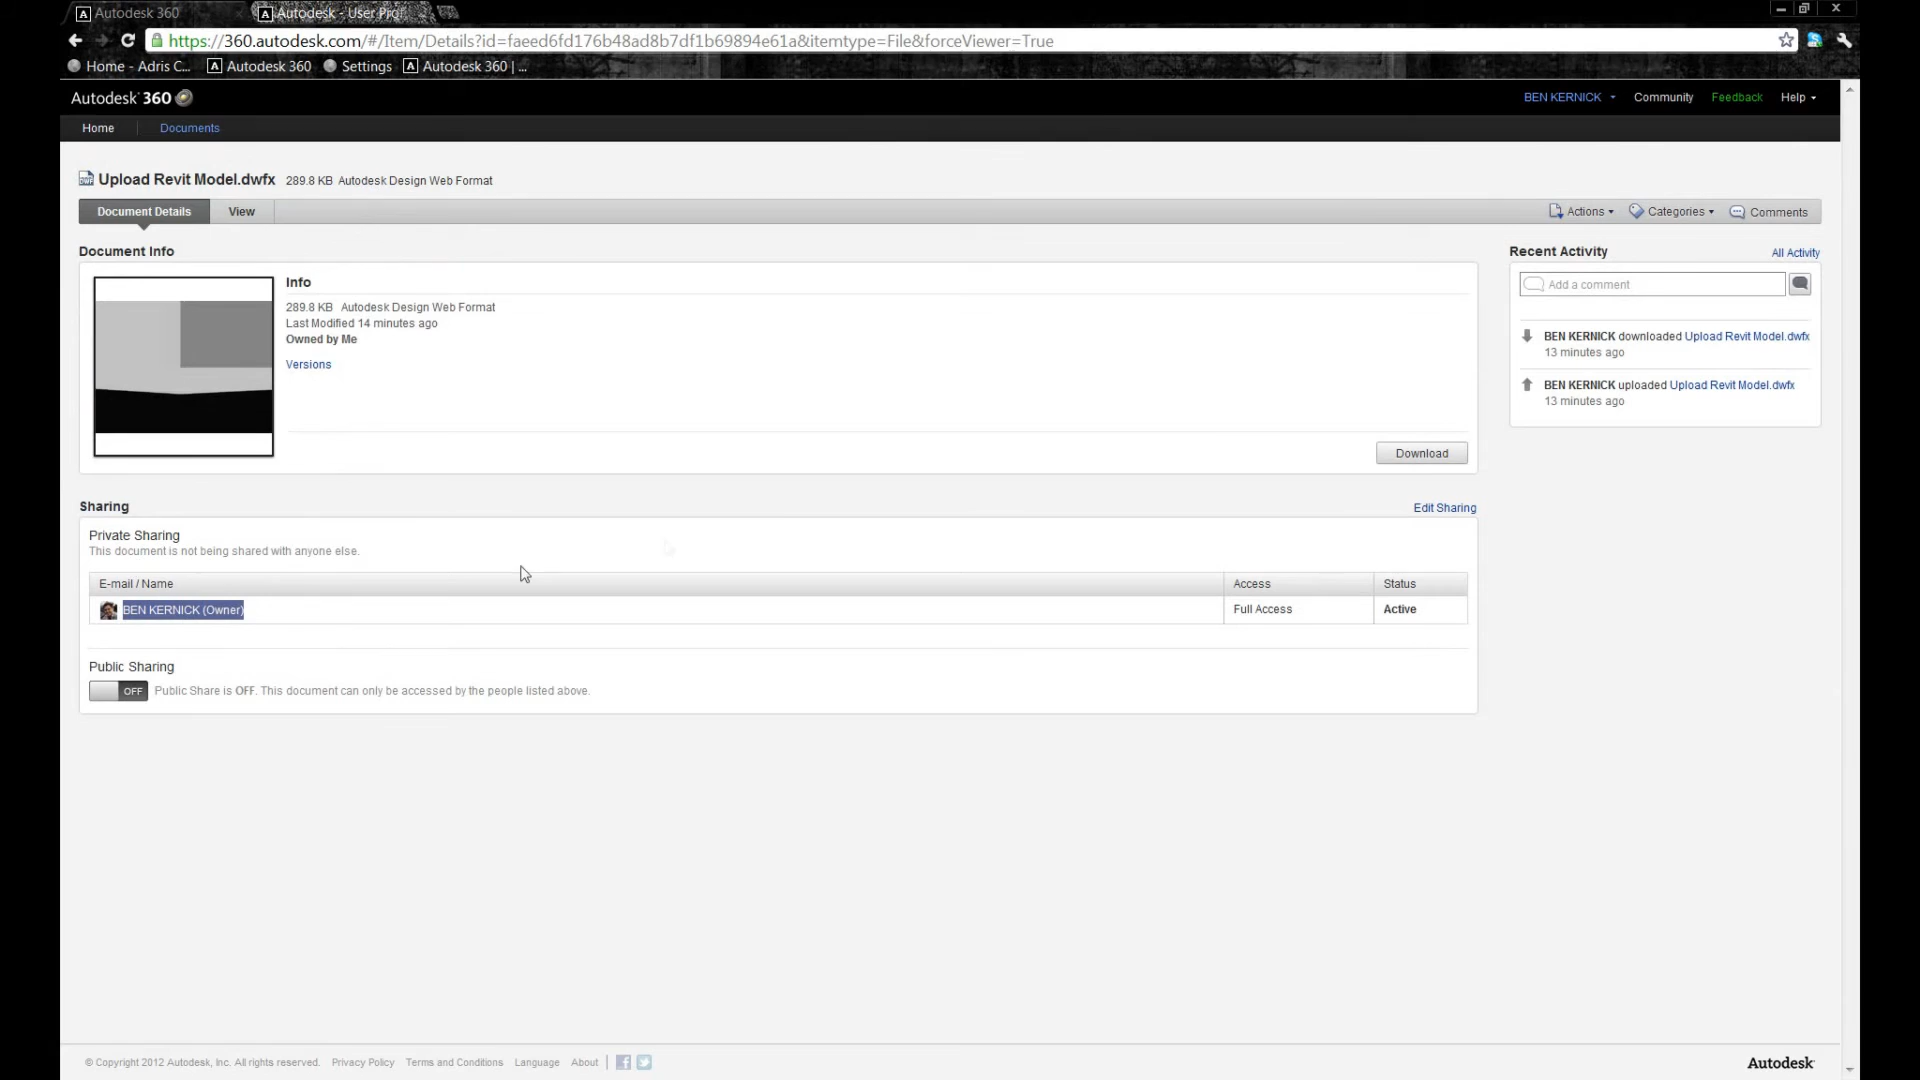 Autodesk 360
Autodesk - User Prof
https://360.autodesk.com/#/Item/Details?id=faeed6fd176b48ad8b7df1b69894e61a&itemtype=File&forceViewer=True
Home - Adris C... Autodesk 360 Settings Autodesk 360 | ...
Autodesk 360 BEN KERNICK Community Feedback Help
Home Documents
Upload Revit Model.dwfx 289.8 KB Autodesk Design Web Format
Document Details View Actions Categories Comments
Document Info
Info
289.8 KB Autodesk Design Web Format
Last Modified 14 minutes ago
Owned by Me
Versions
Download
Recent Activity All Activity
Add a comment
BEN KERNICK downloaded Upload Revit Model.dwfx
13 minutes ago
BEN KERNICK uploaded Upload Revit Model.dwfx
13 minutes ago
Sharing Edit Sharing
Private Sharing
This document is not being shared with anyone else.
E-mail / Name Access Status
BEN KERNICK (Owner) Full Access Active
Public Sharing
OFF Public Share is OFF. This document can only be accessed by the people listed above.
© Copyright 2012 Autodesk, Inc. All rights reserved. Privacy Policy Terms and Conditions Language About Autodesk